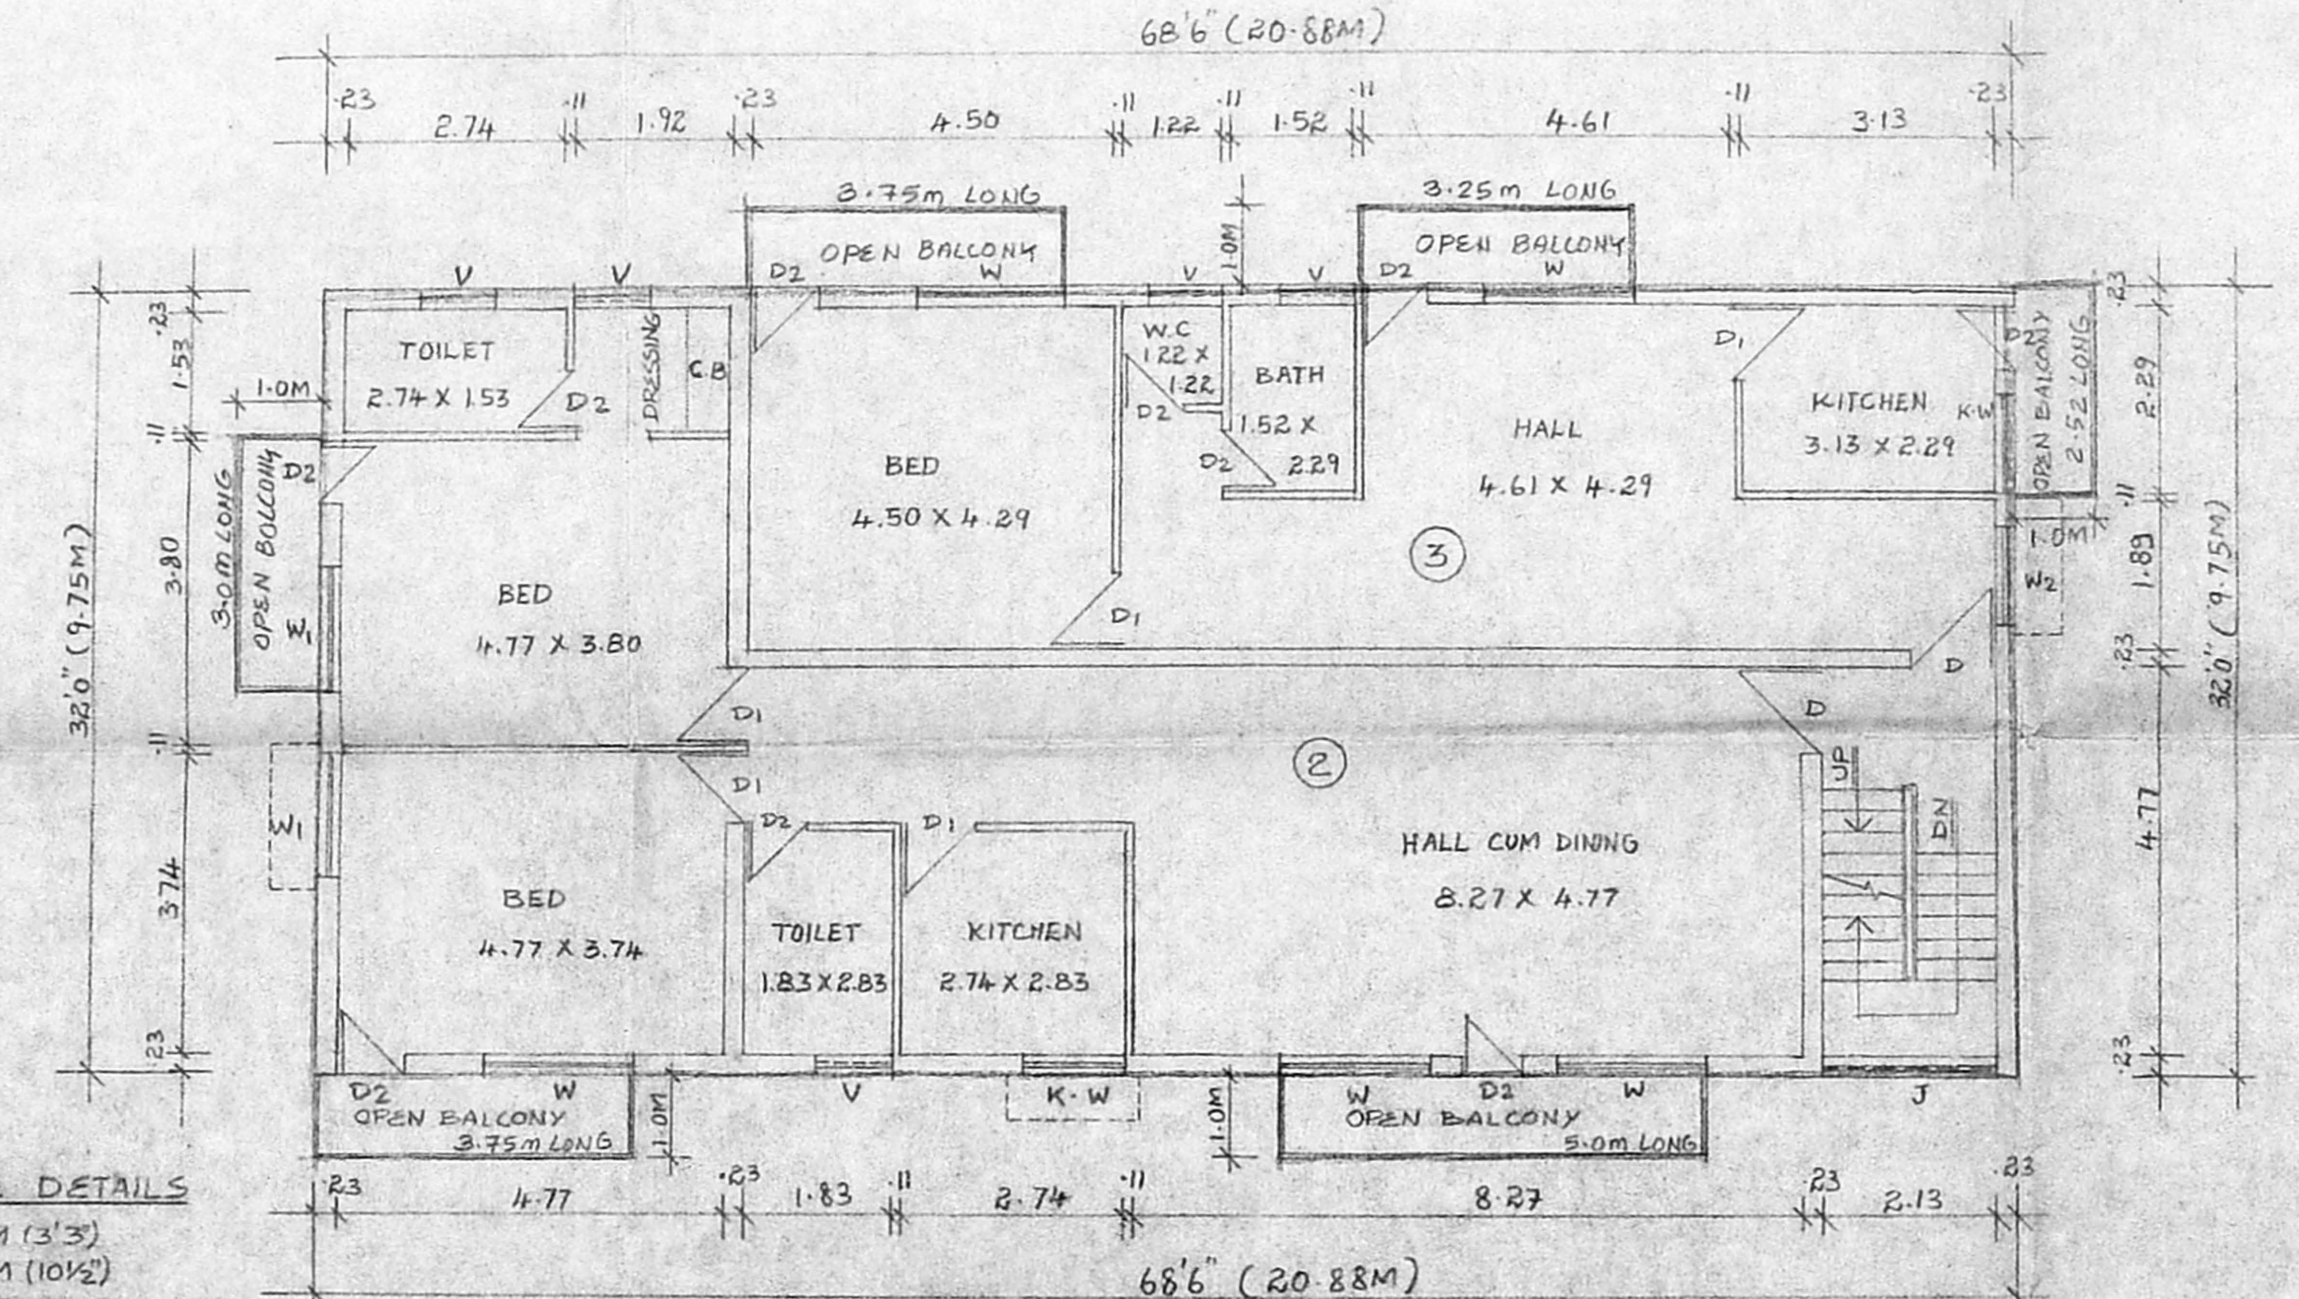 68'6" (20.88M)
.23 2.74 .11 1.92 .23 4.50 .11 1.22 .11 1.52 .11 4.61 .11 3.13 .23
3.75m LONG
3.25m LONG
OPEN BALCONY
1.0M
OPEN BALCONY
V V D2 W V V D2 W
.23
1.53
.11
3.80
.11
3.74
.23
32'0" (9.75M)
1.0M
TOILET
2.74 X 1.53
D2
DRESSING
C.B
W.C
1.22 X
1.22
D2
BATH
1.52 X
2.29
D2
D1
KITCHEN
3.13 X 2.29
K.W
D2
OPEN BALCONY
2.52 LONG
.23
2.29
.11
1.89
.23
4.77
.23
32'0" (9.75M)
1.0M
W2
3.0m LONG
OPEN BOLCONY
D2
W1
BED
4.77 X 3.80
BED
4.50 X 4.29
HALL
4.61 X 4.29
3
D1
D
D1
D
2
D1
W1
D2
D1
UP
DN
HALL CUM DINING
8.27 X 4.77
BED
4.77 X 3.74
TOILET
1.83 X 2.83
KITCHEN
2.74 X 2.83
D2 W
OPEN BALCONY
3.75m LONG
1.0M
V
K.W
1.0M
W D2 W
OPEN BALCONY
5.0m LONG
J
DETAILS
(3'3")
(10½")
.23 4.77 .23 1.83 .11 2.74 .11 8.27 .23 2.13 .23
68'6" (20.88M)